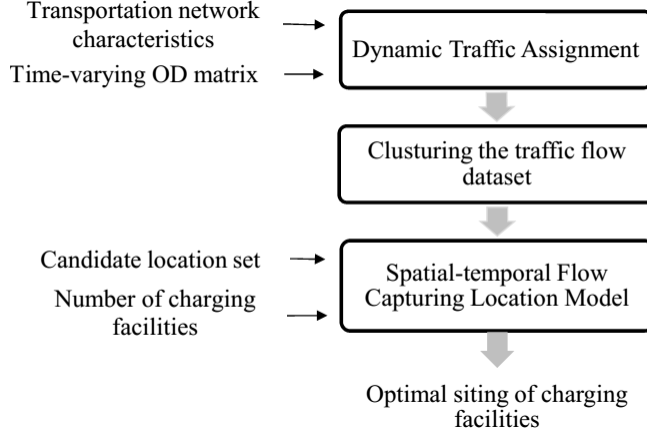 Transportation network
characteristics
Dynamic Traffic Assignment
Time-varying OD matrix
Clusturing the traffic flow
dataset
Candidate location set
Spatial-temporal Flow
Capturing Location Model
Number of charging
facilities
Optimal siting of charging
facilities